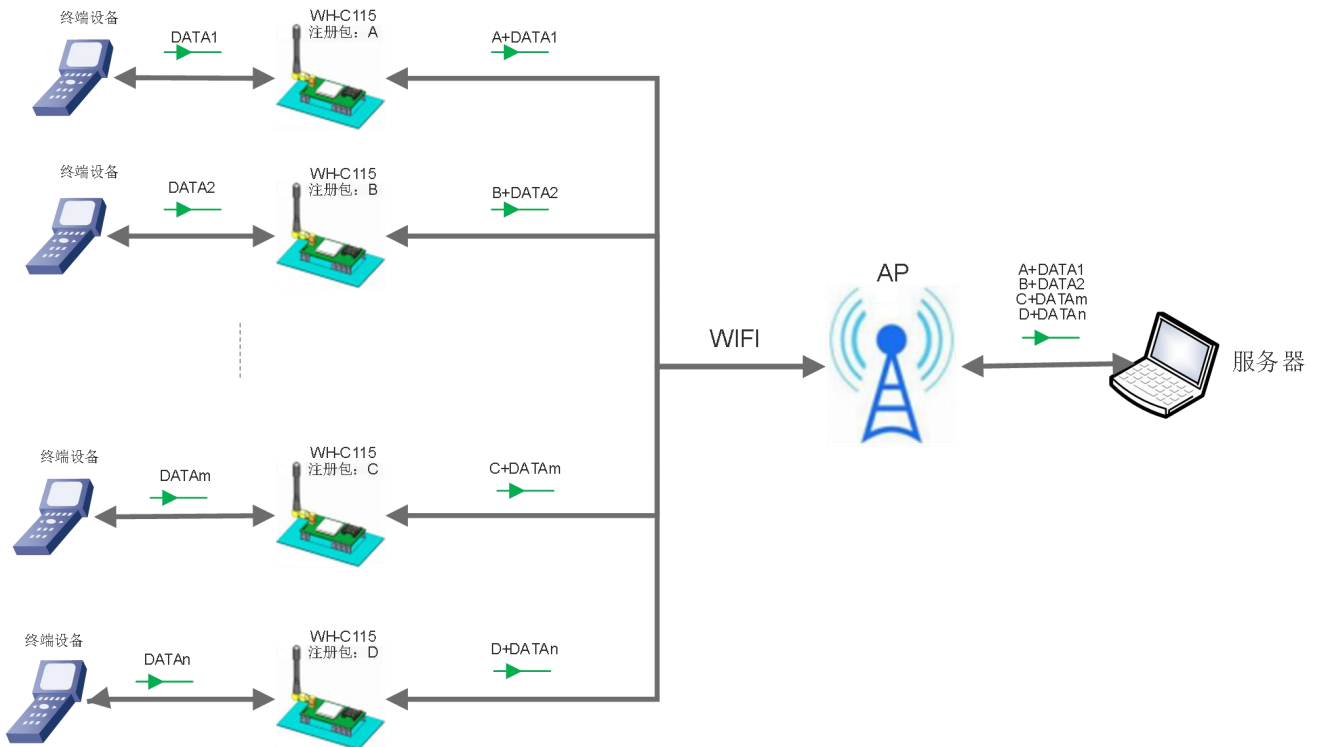 终端设备
DATA1
WH-C115
注册包：A
A+DATA1
终端设备
DATA2
WH-C115
注册包：B
B+DATA2
WIFI
AP
A+DATA1
B+DATA2
C+DATAm
D+DATAn
服务器
终端设备
DATAm
WH-C115
注册包：C
C+DATAm
终端设备
DATAn
WH-C115
注册包：D
D+DATAn